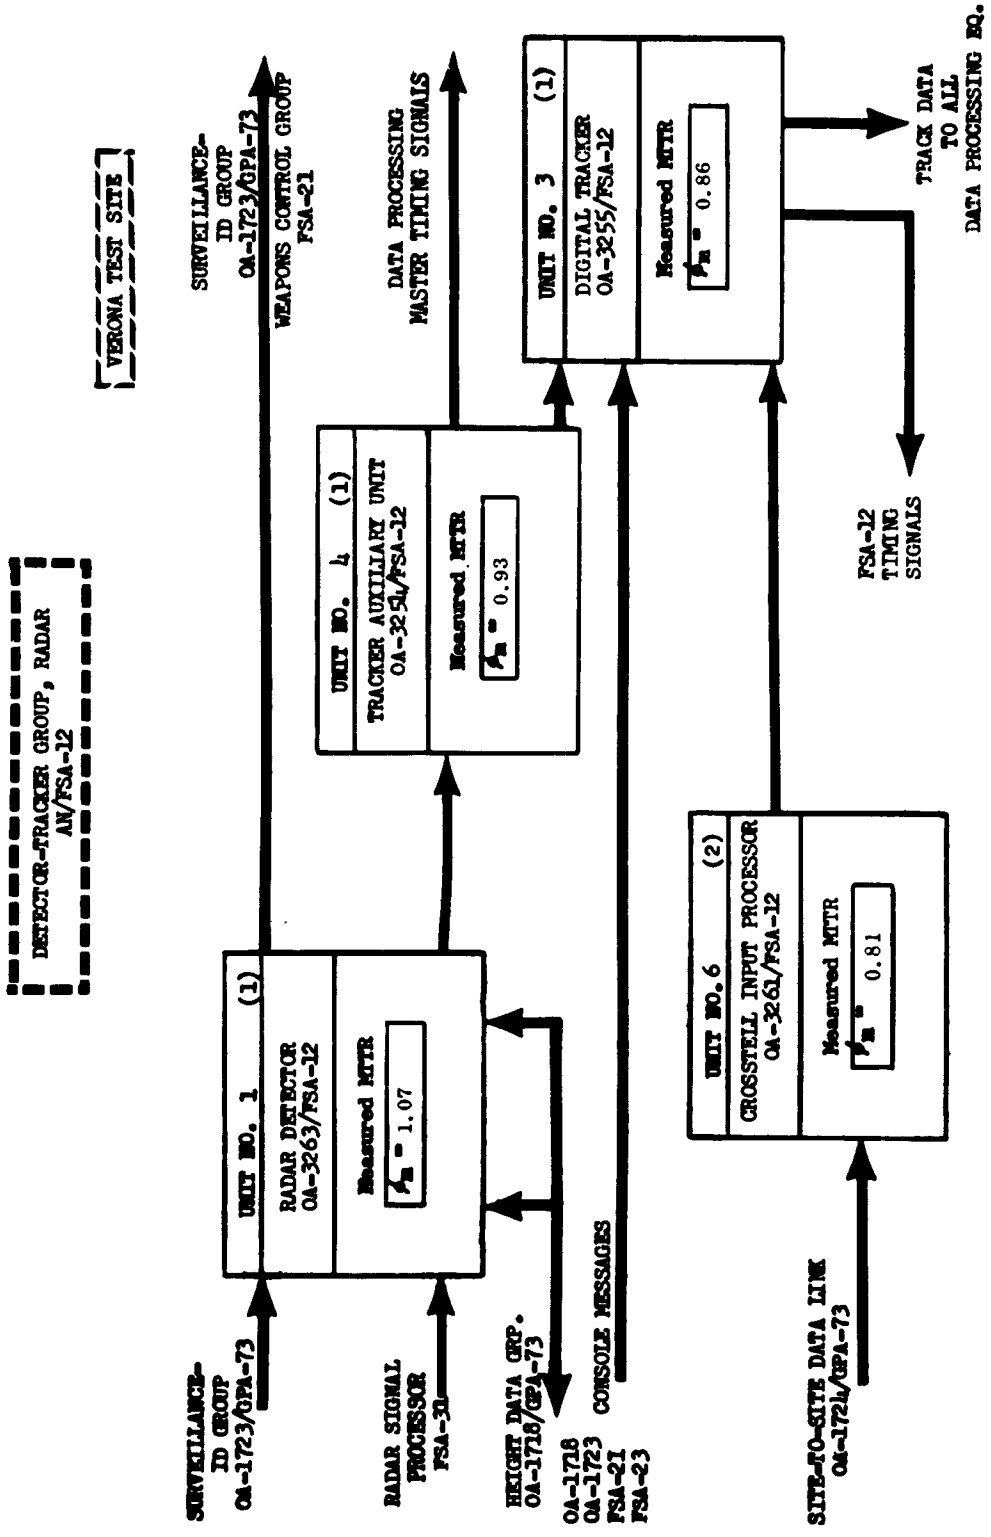 DETECTOR-TRACKER GROUP, RADAR
AN/FSA-12
VERONA TEST SITE
SURVEILLANCE-
ID GROUP
OA-1723/GPA-73
RADAR SIGNAL
PROCESSOR
FSA-31
HEIGHT DATA GRP.
OA-1718/GPA-73
OA-1718
OA-1723
FSA-21
FSA-23
CONSOLE MESSAGES
SITE-TO-SITE DATA LINK
OA-1724/GPA-73
UNIT NO. 1 (1)
RADAR DETECTOR
OA-3263/FSA-12
Measured MTTR
= 1.07
UNIT NO. 6 (2)
CROSSTELL INPUT PROCESSOR
OA-3261/FSA-12
Measured MTTR
= 0.81
UNIT NO. 4 (1)
TRACKER AUXILIARY UNIT
OA-3254/FSA-12
Measured MTTR
= 0.93
UNIT NO. 3 (1)
DIGITAL TRACKER
OA-3255/FSA-12
Measured MTTR
= 0.86
SURVEILLANCE-
ID GROUP
OA-1723/GPA-73
WEAPONS CONTROL GROUP
FSA-21
DATA PROCESSING
MASTER TIMING SIGNALS
FSA-12
TIMING
SIGNALS
TRACK DATA
TO ALL
DATA PROCESSING EQ.